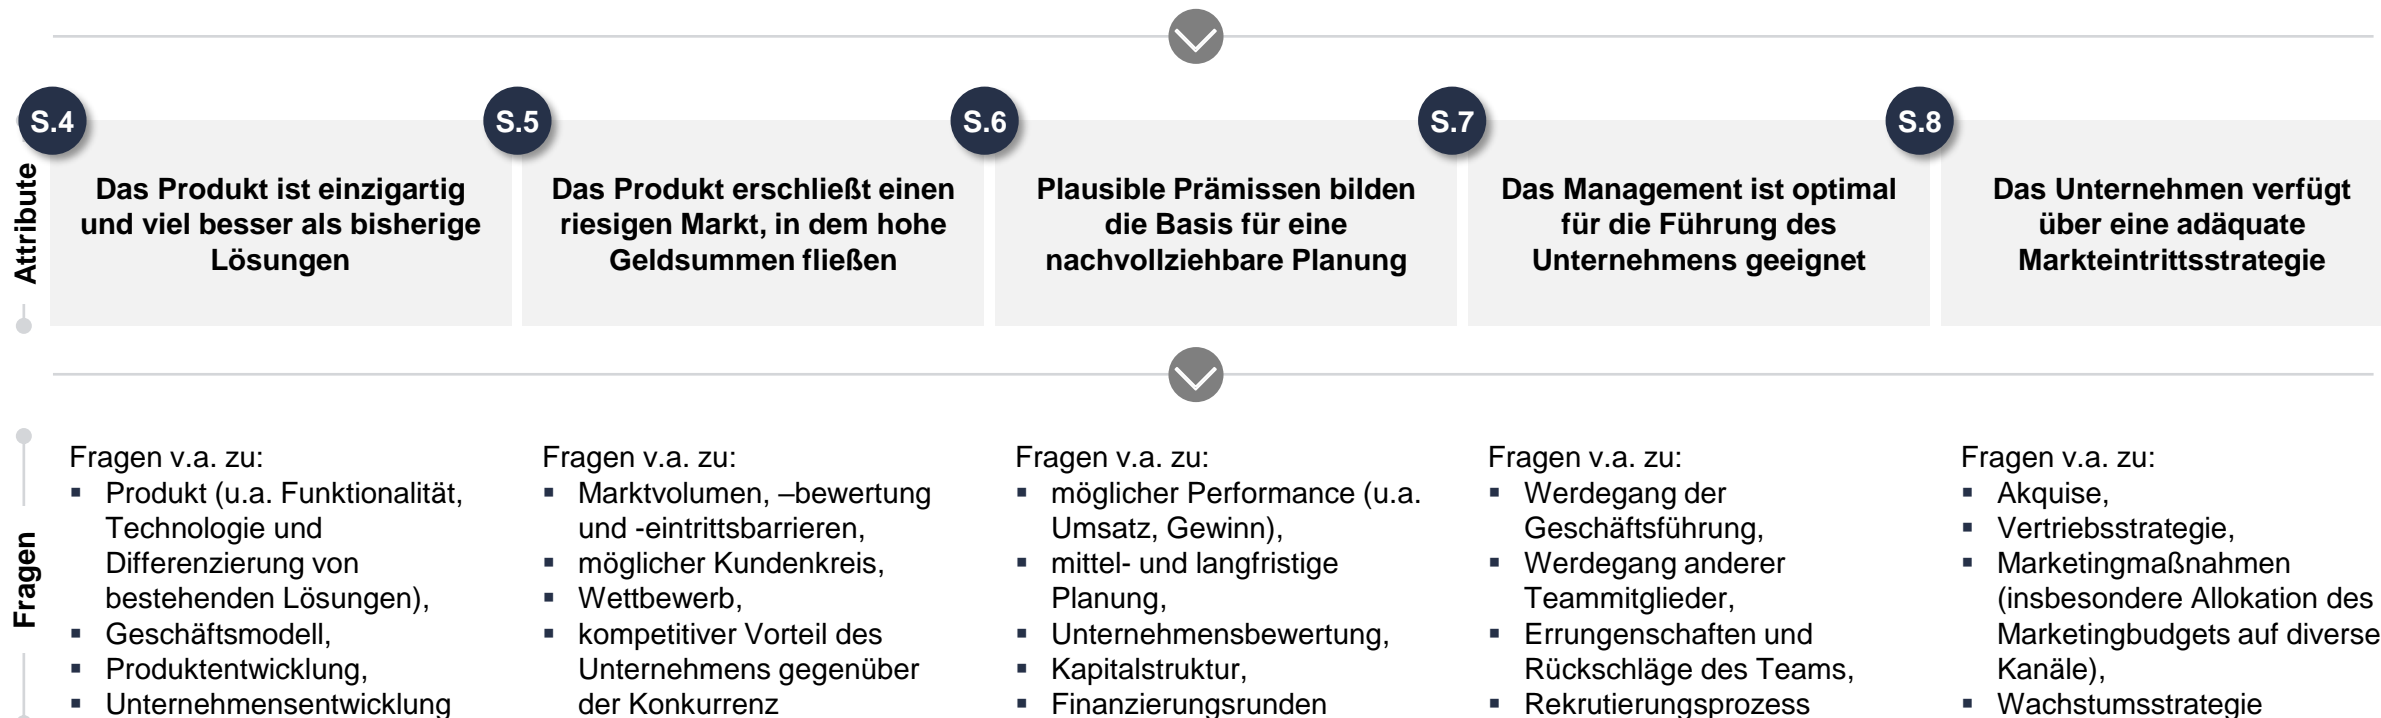 S.4
S.5
S.6
S.7
S.8
Attribute
Das Produkt ist einzigartig
und viel besser als bisherige
Lösungen
Das Produkt erschließt einen
riesigen Markt, in dem hohe
Geldsummen fließen
Plausible Prämissen bilden
die Basis für eine
nachvollziehbare Planung
Das Management ist optimal
für die Führung des
Unternehmens geeignet
Das Unternehmen verfügt
über eine adäquate
Markteintrittsstrategie
Fragen
Fragen v.a. zu:
▪ Produkt (u.a. Funktionalität,
Technologie und
Differenzierung von
bestehenden Lösungen),
▪ Geschäftsmodell,
▪ Produktentwicklung,
▪ Unternehmensentwicklung
Fragen v.a. zu:
▪ Marktvolumen, –bewertung
und -eintrittsbarrieren,
▪ möglicher Kundenkreis,
▪ Wettbewerb,
▪ kompetitiver Vorteil des
Unternehmens gegenüber
der Konkurrenz
Fragen v.a. zu:
▪ möglicher Performance (u.a.
Umsatz, Gewinn),
▪ mittel- und langfristige
Planung,
▪ Unternehmensbewertung,
▪ Kapitalstruktur,
▪ Finanzierungsrunden
Fragen v.a. zu:
▪ Werdegang der
Geschäftsführung,
▪ Werdegang anderer
Teammitglieder,
▪ Errungenschaften und
Rückschläge des Teams,
▪ Rekrutierungsprozess
Fragen v.a. zu:
▪ Akquise,
▪ Vertriebsstrategie,
▪ Marketingmaßnahmen
(insbesondere Allokation des
Marketingbudgets auf diverse
Kanäle),
▪ Wachstumsstrategie